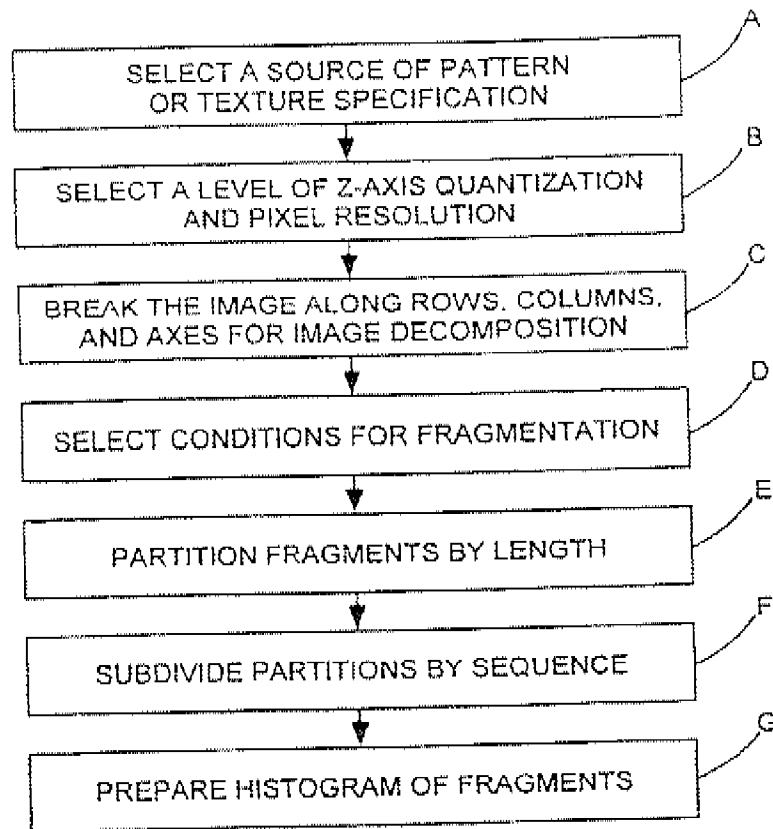 A
SELECT A SOURCE OF PATTERN
OR TEXTURE SPECIFICATION
B
SELECT A LEVEL OF Z-AXIS QUANTIZATION
AND PIXEL RESOLUTION
C
BREAK THE IMAGE ALONG ROWS, COLUMNS,
AND AXES FOR IMAGE DECOMPOSITION
D
SELECT CONDITIONS FOR FRAGMENTATION
E
PARTITION FRAGMENTS BY LENGTH
F
SUBDIVIDE PARTITIONS BY SEQUENCE
G
PREPARE HISTOGRAM OF FRAGMENTS